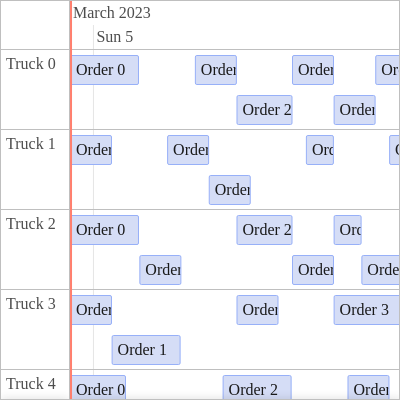 March 2023
Sun 5
Truck 0
Order 0 Order Order Or
Order 2 Order
Truck 1
Order Order Ord
Order
Truck 2
Order 0 Order 2 Ord
Order Order Orde
Truck 3
Order Order Order 3
Order 1
Truck 4
Order 0 Order 2 Order